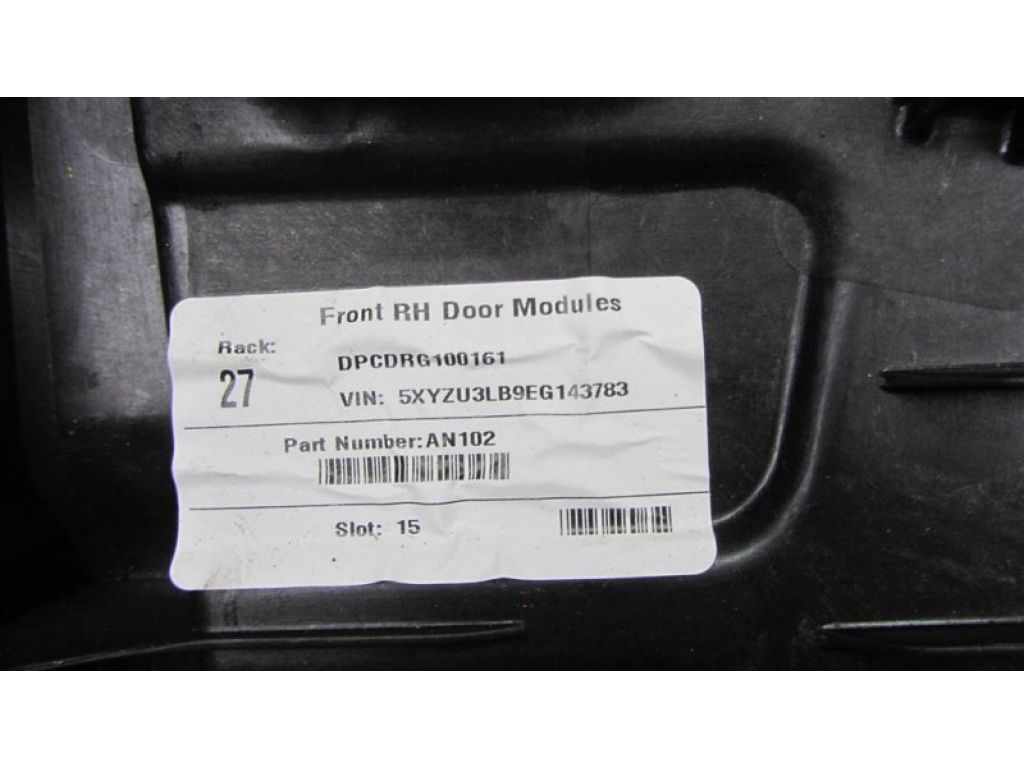 Front RH Door Modules
Rack:
27
DPCDRG100161
VIN: 5XYZU3LB9EG143783
Part Number:AN102
Slot: 15